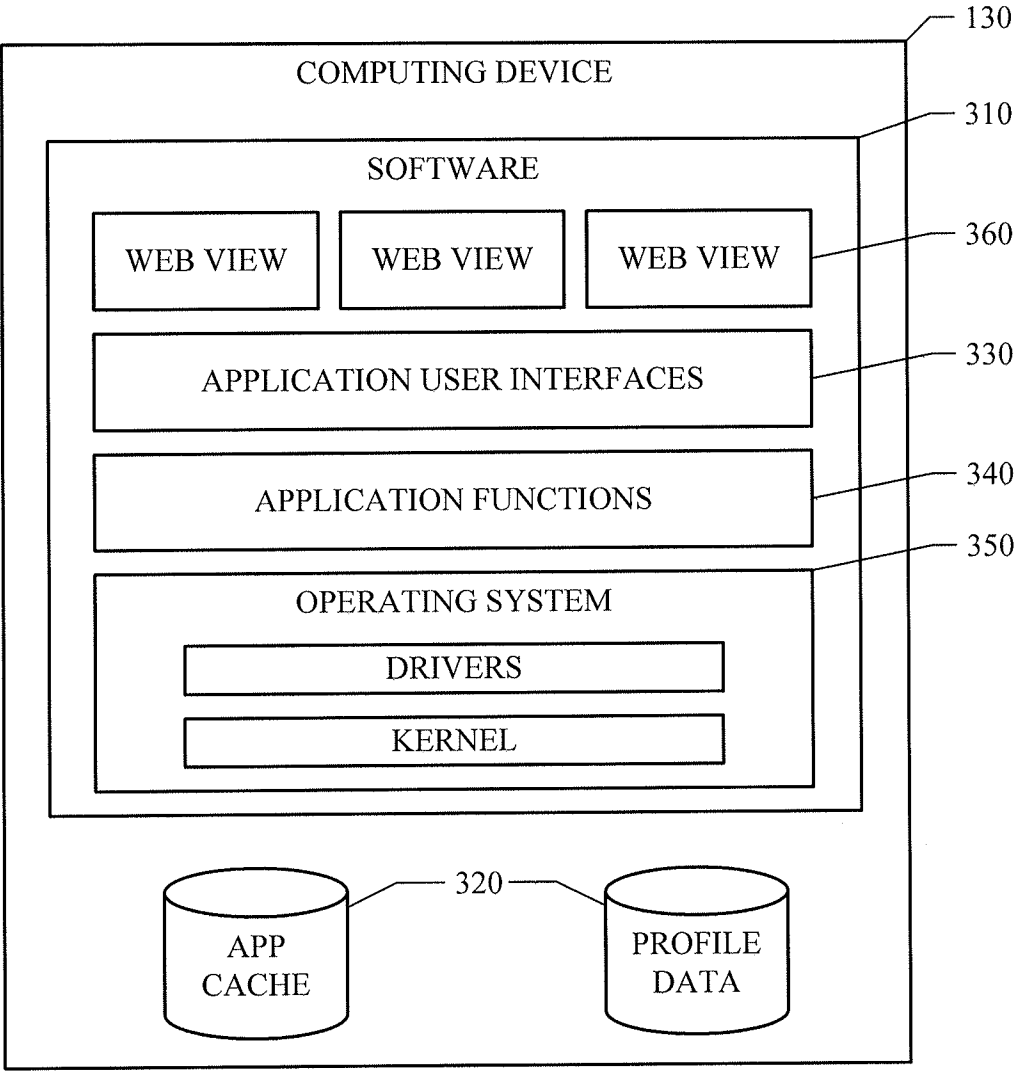 130
COMPUTING DEVICE
310
SOFTWARE
WEB VIEW WEB VIEW WEB VIEW 360
APPLICATION USER INTERFACES 330
APPLICATION FUNCTIONS 340
350
OPERATING SYSTEM
DRIVERS
KERNEL
320
APP
CACHE
PROFILE
DATA